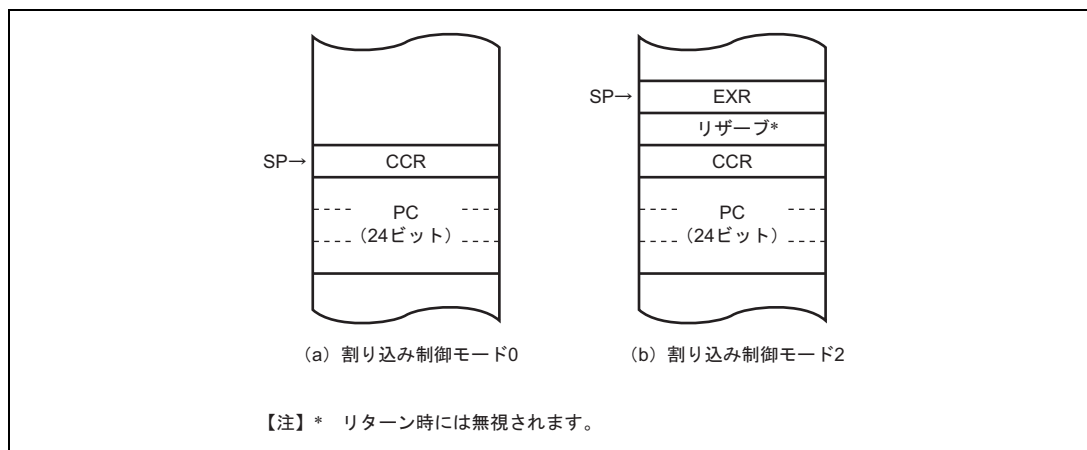 SP→
CCR
PC
(24ビット)
(a) 割り込み制御モード0
SP→
EXR
リザーブ*
CCR
PC
(24ビット)
(b) 割り込み制御モード2
【注】* リターン時には無視されます。